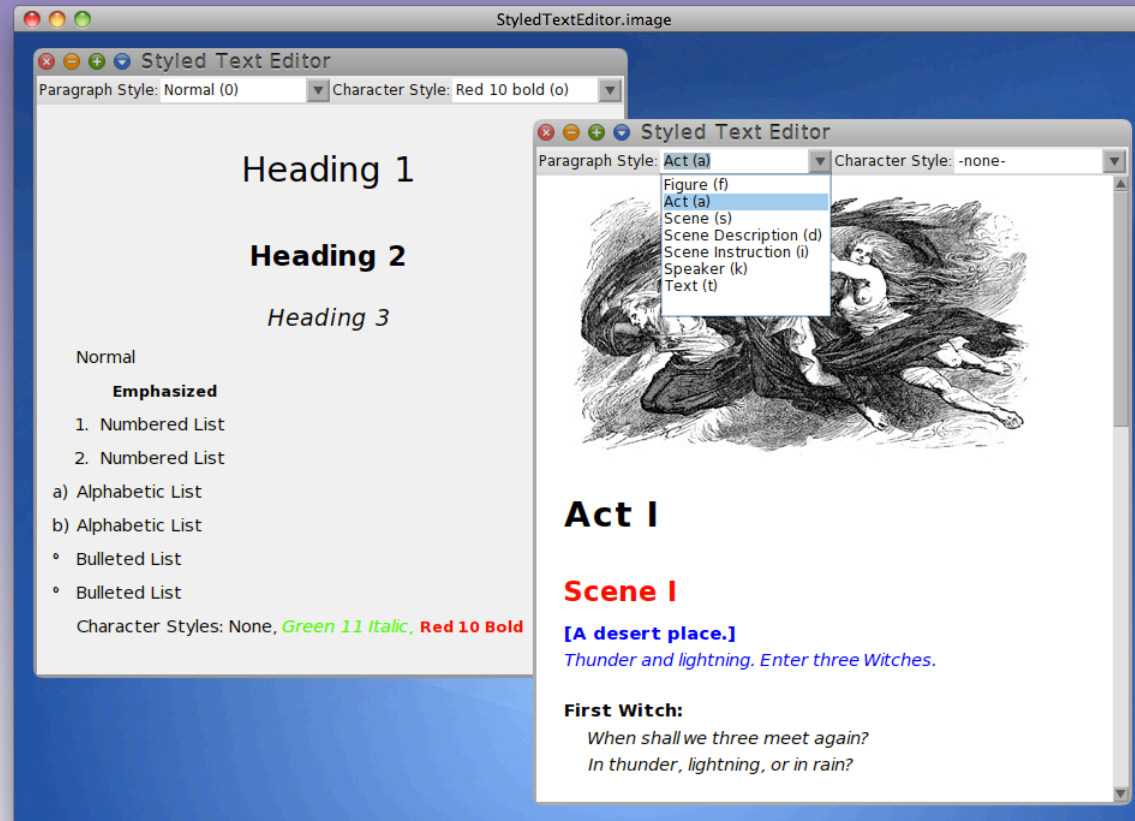 StyledTextEditor.image
Styled Text Editor
Paragraph Style: Normal (0) Character Style: Red 10 bold (o)
Heading 1
Heading 2
Heading 3
Normal
Emphasized
1. Numbered List
2. Numbered List
a) Alphabetic List
b) Alphabetic List
° Bulleted List
° Bulleted List
Character Styles: None, Green 11 Italic, Red 10 Bold
Styled Text Editor
Paragraph Style: Act (a) Character Style: -none-
Figure (f)
Act (a)
Scene (s)
Scene Description (d)
Scene Instruction (i)
Speaker (k)
Text (t)
Act I
Scene I
[A desert place.]
Thunder and lightning. Enter three Witches.
First Witch:
When shall we three meet again?
In thunder, lightning, or in rain?